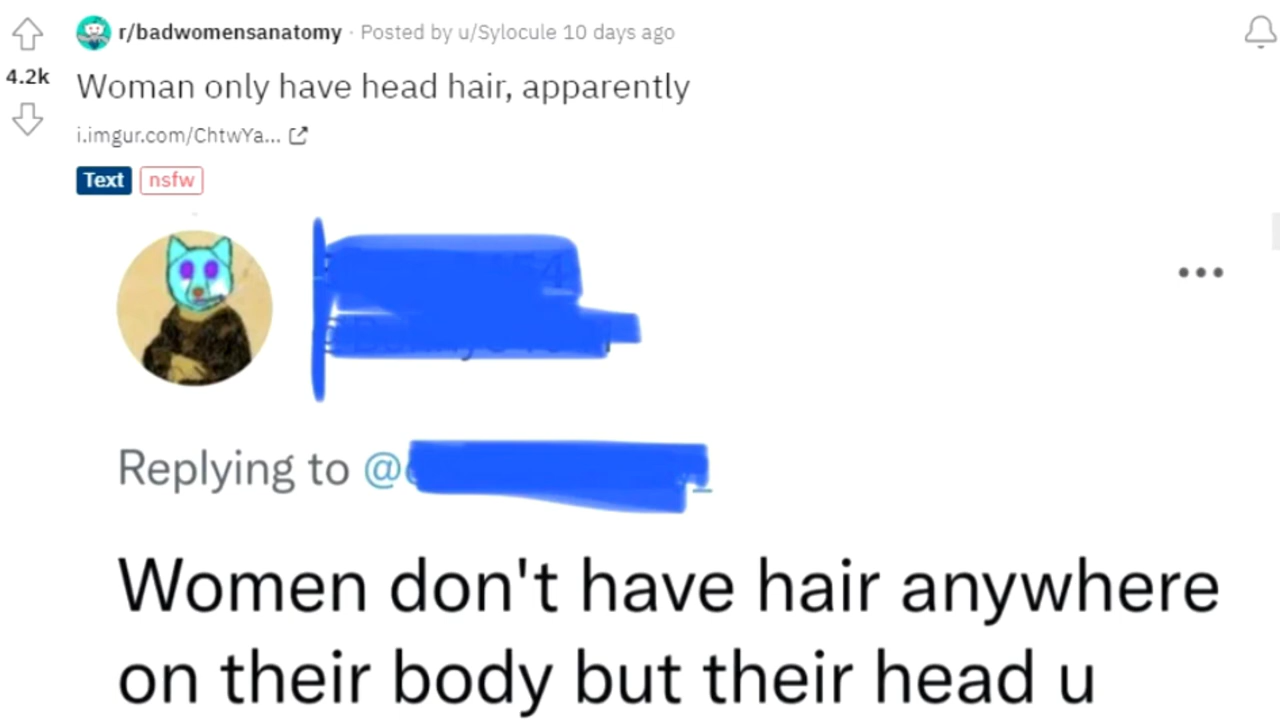 r/badwomensanatomy · Posted by u/Sylocule 10 days ago
4.2k
Woman only have head hair, apparently
i.imgur.com/ChtwYa...
Text nsfw
Replying to @
Women don't have hair anywhere
on their body but their head u